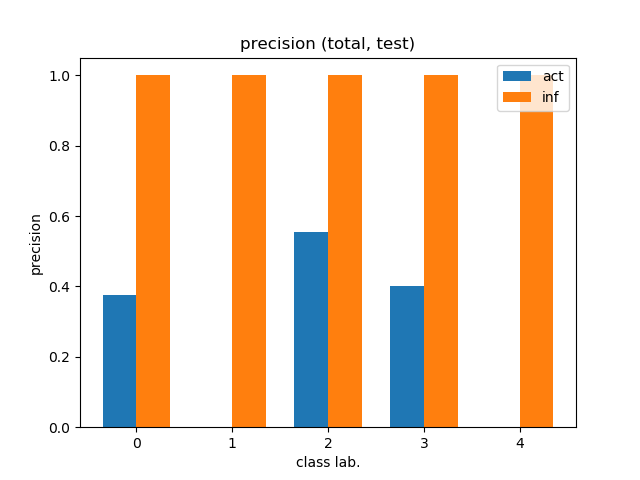 precision (total, test)
act
inf
1.0
0.8
0.6
0.4
0.2
0.0
precision
0 1 2 3 4
class lab.